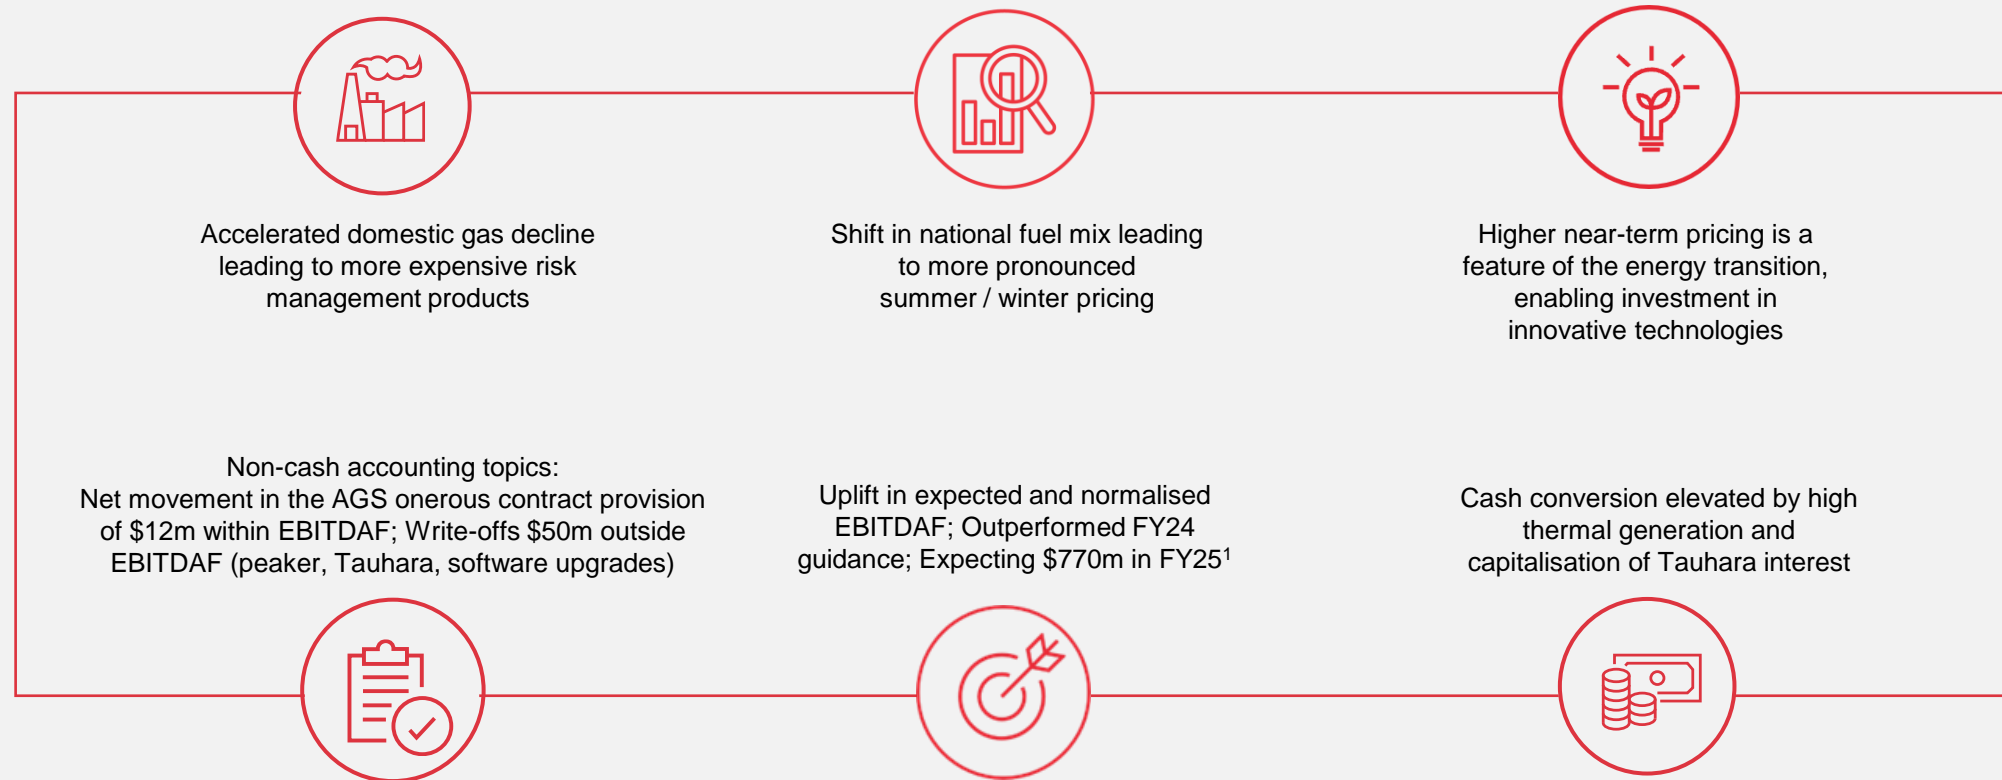 Accelerated domestic gas decline
leading to more expensive risk
management products
Shift in national fuel mix leading
to more pronounced
summer / winter pricing
Higher near-term pricing is a
feature of the energy transition,
enabling investment in
innovative technologies
Non-cash accounting topics:
Net movement in the AGS onerous contract provision
of $12m within EBITDAF; Write-offs $50m outside
EBITDAF (peaker, Tauhara, software upgrades)
Uplift in expected and normalised
EBITDAF; Outperformed FY24
guidance; Expecting $770m in FY25¹
Cash conversion elevated by high
thermal generation and
capitalisation of Tauhara interest